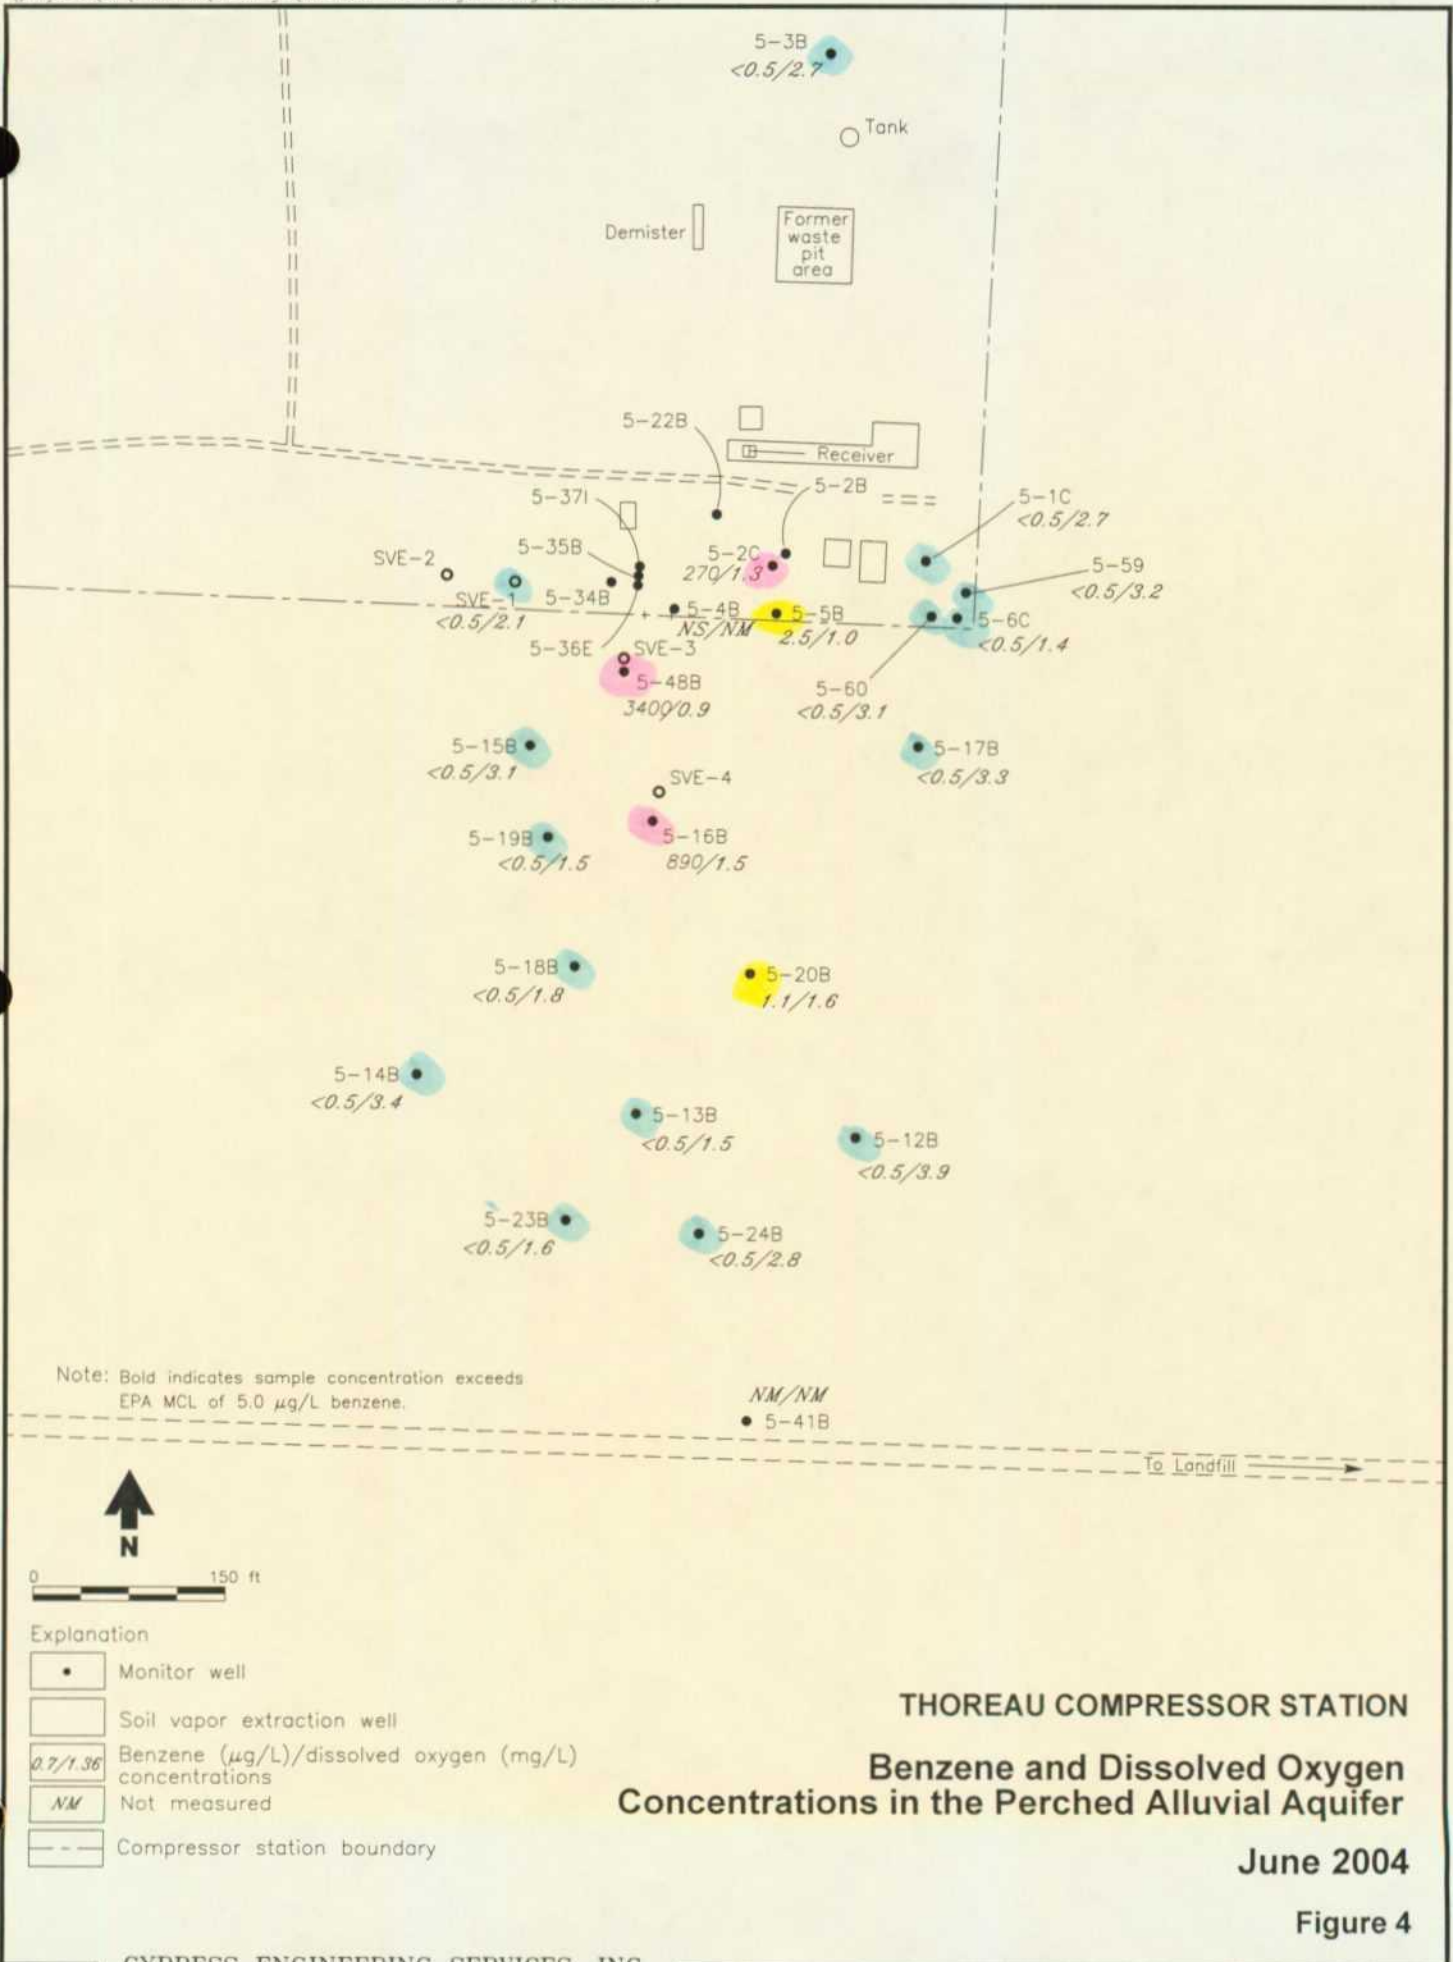 5-3B
<0.5/2.7
Tank
Demister
Former
waste
pit
area
5-22B
Receiver
5-2B
5-37I
5-1C
<0.5/2.7
5-35B
SVE-2
5-2C
270/1.3
5-59
<0.5/3.2
SVE-1
<0.5/2.1
5-34B
5-4B
NS/NM
5-5B
2.5/1.0
5-6C
<0.5/1.4
5-36E
SVE-3
5-48B
3400/0.9
5-60
<0.5/3.1
5-15B
<0.5/3.1
5-17B
<0.5/3.3
SVE-4
5-19B
<0.5/1.5
5-16B
890/1.5
5-18B
<0.5/1.8
5-20B
1.1/1.6
5-14B
<0.5/3.4
5-13B
<0.5/1.5
5-12B
<0.5/3.9
5-23B
<0.5/1.6
5-24B
<0.5/2.8
Note: Bold indicates sample concentration exceeds
EPA MCL of 5.0 µg/L benzene.
NM/NM
5-41B
To Landfill
N
0 150 ft
Explanation
Monitor well
Soil vapor extraction well
0.7/1.36 Benzene (µg/L)/dissolved oxygen (mg/L)
concentrations
NM Not measured
Compressor station boundary
THOREAU COMPRESSOR STATION
Benzene and Dissolved Oxygen
Concentrations in the Perched Alluvial Aquifer
June 2004
Figure 4
CYPRESS ENGINEERING SERVICES, INC.